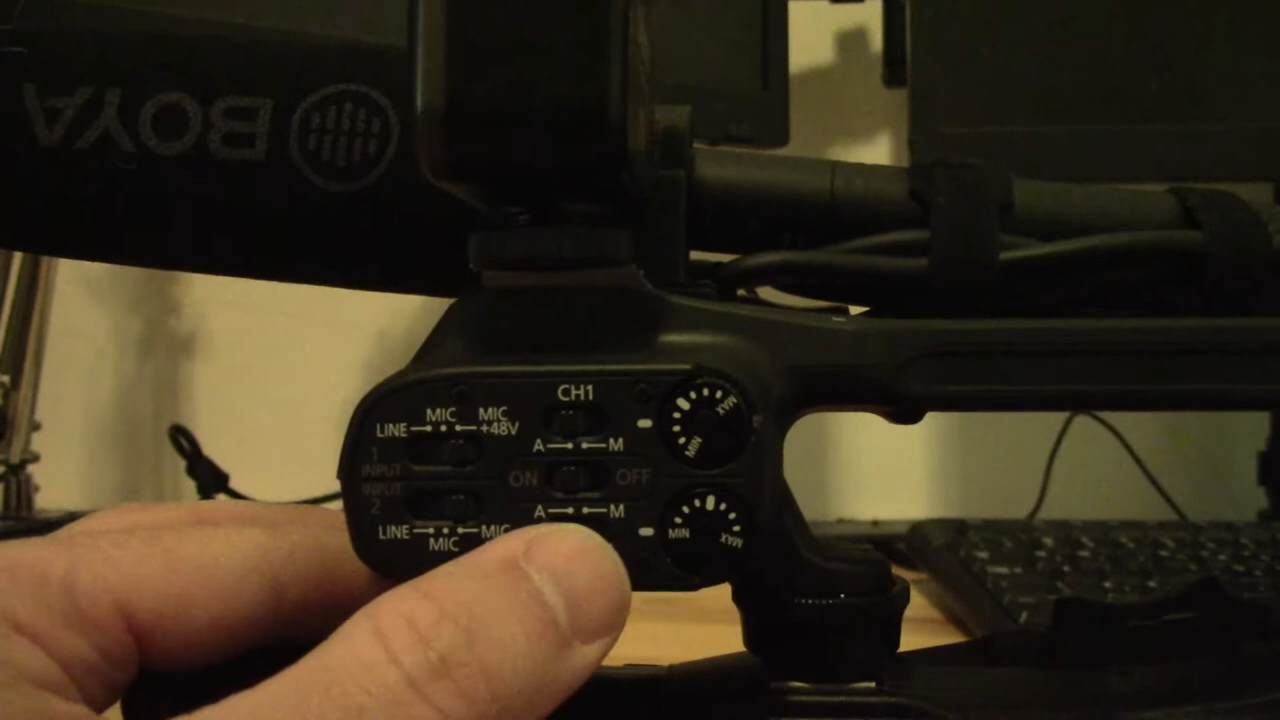 BOYA
CH1
MIC MIC
LINE +48V
A M
1
INPUT
ON OFF
INPUT
2
A M
LINE MIC
MIC
MAX
MIN
MIN MAX